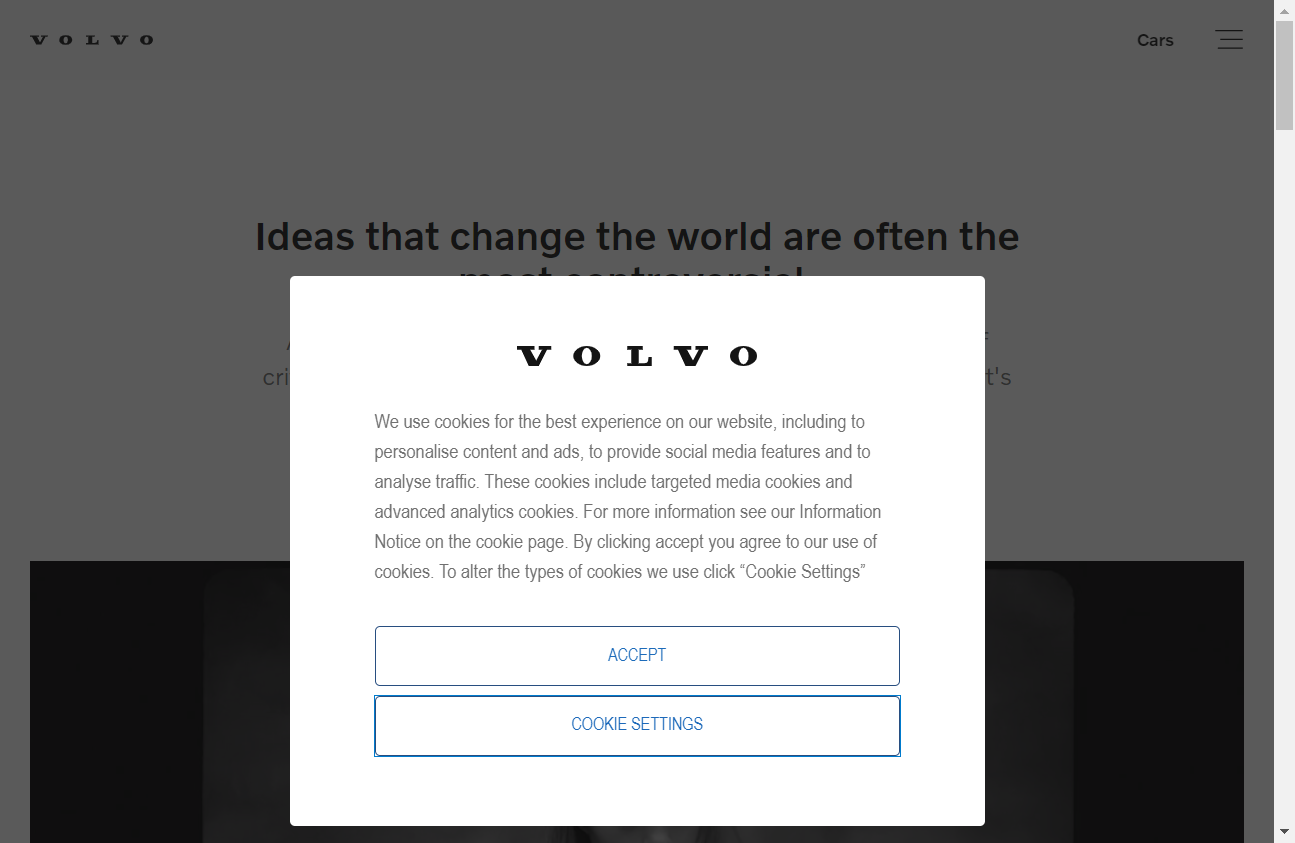 VOLVO
Cars
Ideas that change the world are often the
most controversial
cri t's
VOLVO
We use cookies for the best experience on our website, including to
personalise content and ads, to provide social media features and to
analyse traffic. These cookies include targeted media cookies and
advanced analytics cookies. For more information see our Information
Notice on the cookie page. By clicking accept you agree to our use of
cookies. To alter the types of cookies we use click “Cookie Settings”
ACCEPT
COOKIE SETTINGS